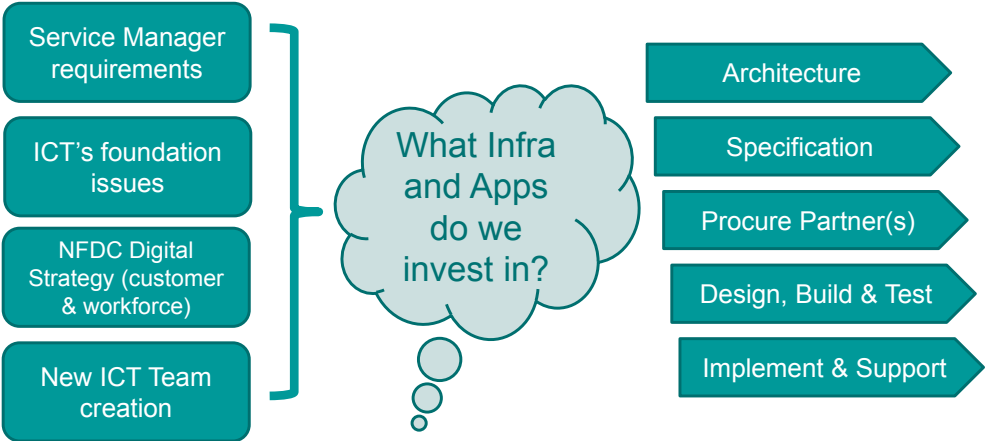 Service Manager
requirements
ICT's foundation
issues
NFDC Digital
Strategy (customer
& workforce)
New ICT Team
creation
What Infra
and Apps
do we
invest in?
Architecture
Specification
Procure Partner(s)
Design, Build & Test
Implement & Support